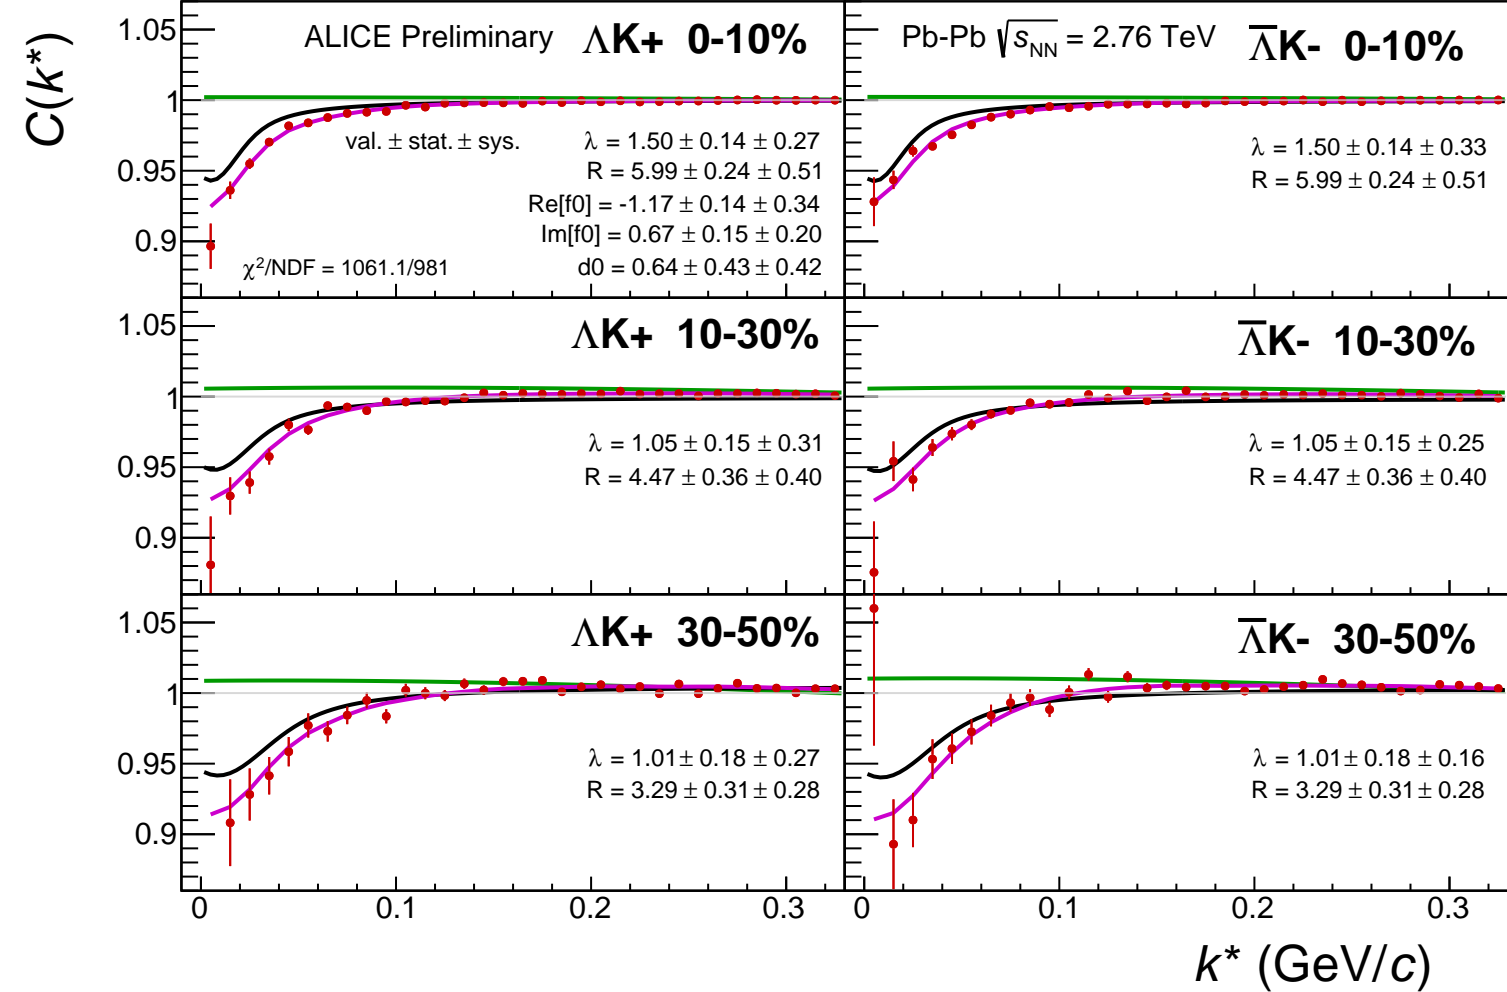 C(k*)
ALICE Preliminary ΛK+ 0-10%
1.05
1
0.95
0.9
val. ± stat. ± sys.
λ = 1.50 ± 0.14 ± 0.27
R = 5.99 ± 0.24 ± 0.51
Re[f0] = -1.17 ± 0.14 ± 0.34
Im[f0] = 0.67 ± 0.15 ± 0.20
d0 = 0.64 ± 0.43 ± 0.42
χ²/NDF = 1061.1/981
Pb-Pb √s_NN = 2.76 TeV Λ̅K- 0-10%
λ = 1.50 ± 0.14 ± 0.33
R = 5.99 ± 0.24 ± 0.51
ΛK+ 10-30%
1.05
1
0.95
0.9
λ = 1.05 ± 0.15 ± 0.31
R = 4.47 ± 0.36 ± 0.40
Λ̅K- 10-30%
λ = 1.05 ± 0.15 ± 0.25
R = 4.47 ± 0.36 ± 0.40
ΛK+ 30-50%
1.05
1
0.95
0.9
λ = 1.01 ± 0.18 ± 0.27
R = 3.29 ± 0.31 ± 0.28
Λ̅K- 30-50%
λ = 1.01 ± 0.18 ± 0.16
R = 3.29 ± 0.31 ± 0.28
0 0.1 0.2 0.3 0 0.1 0.2 0.3
k* (GeV/c)